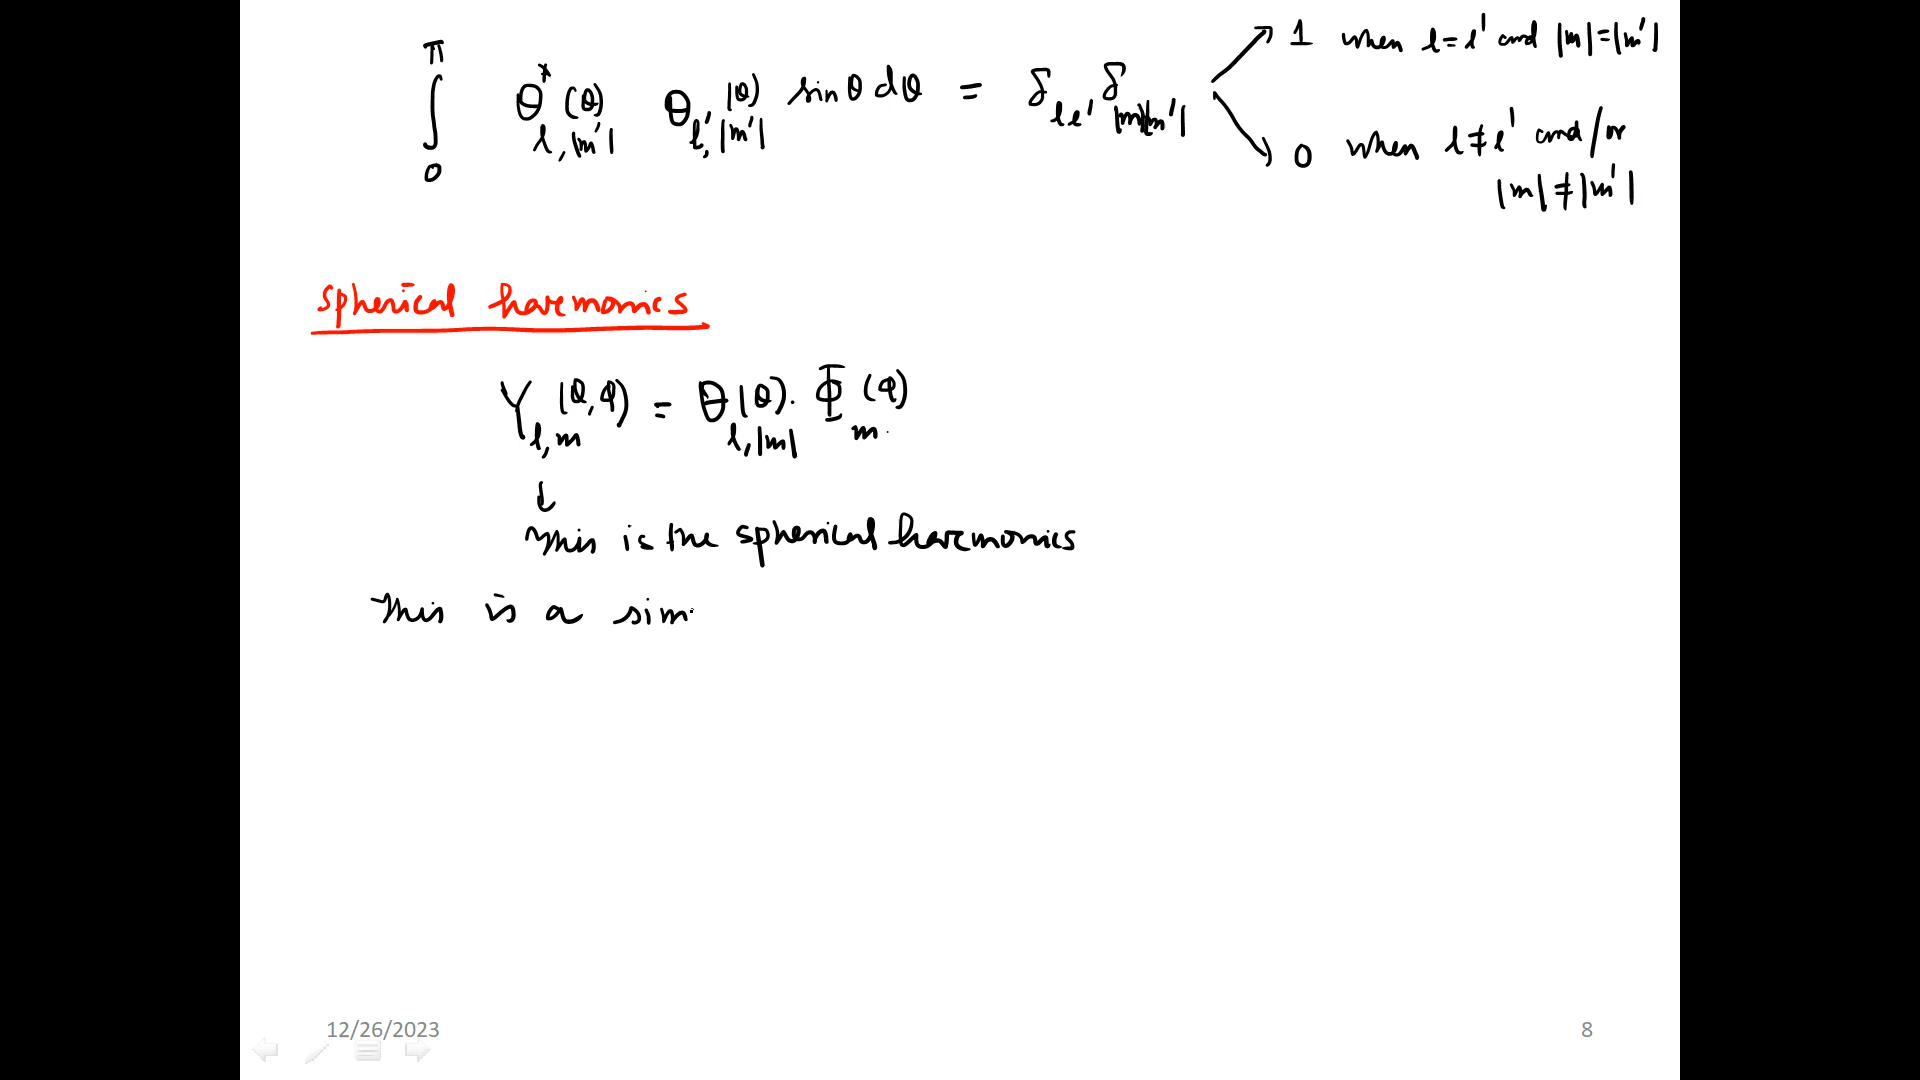 ∫₀^π Θ*_{l,|m'|}(θ) Θ_{l',|m'|}(θ) sinθ dθ = δ_{ll'} δ_{|m||m'|} → 1 when l=l' and |m|=|m'|
→ 0 when l≠l' and/or
|m|≠|m'|
Spherical harmonics
Y_{l,m}(θ,φ) = Θ_{l,|m|}(θ). Φ_m(φ)
↓
This is the spherical harmonics
This is a sim
12/26/2023
8